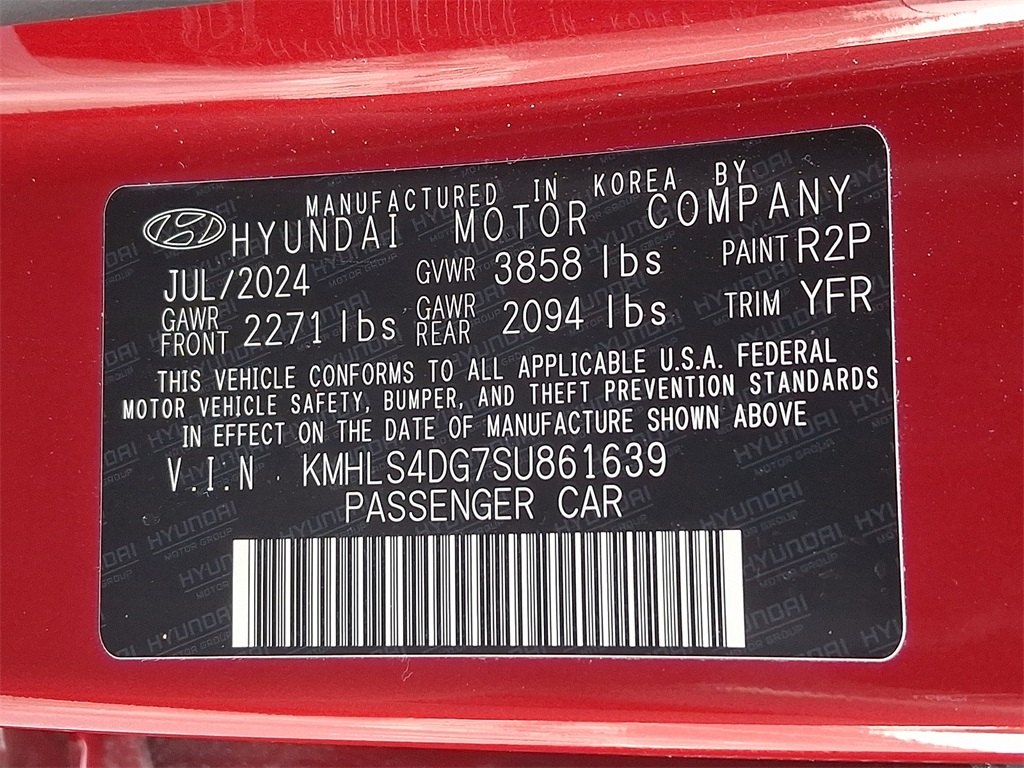 MANUFACTURED IN KOREA BY
HYUNDAI MOTOR COMPANY
JUL/2024 GVWR 3858 lbs PAINT R2P
GAWR FRONT 2271 lbs GAWR REAR 2094 lbs TRIM YFR
THIS VEHICLE CONFORMS TO ALL APPLICABLE U.S.A. FEDERAL
MOTOR VEHICLE SAFETY, BUMPER, AND THEFT PREVENTION STANDARDS
IN EFFECT ON THE DATE OF MANUFACTURE SHOWN ABOVE
V.I.N KMHLS4DG7SU861639
PASSENGER CAR